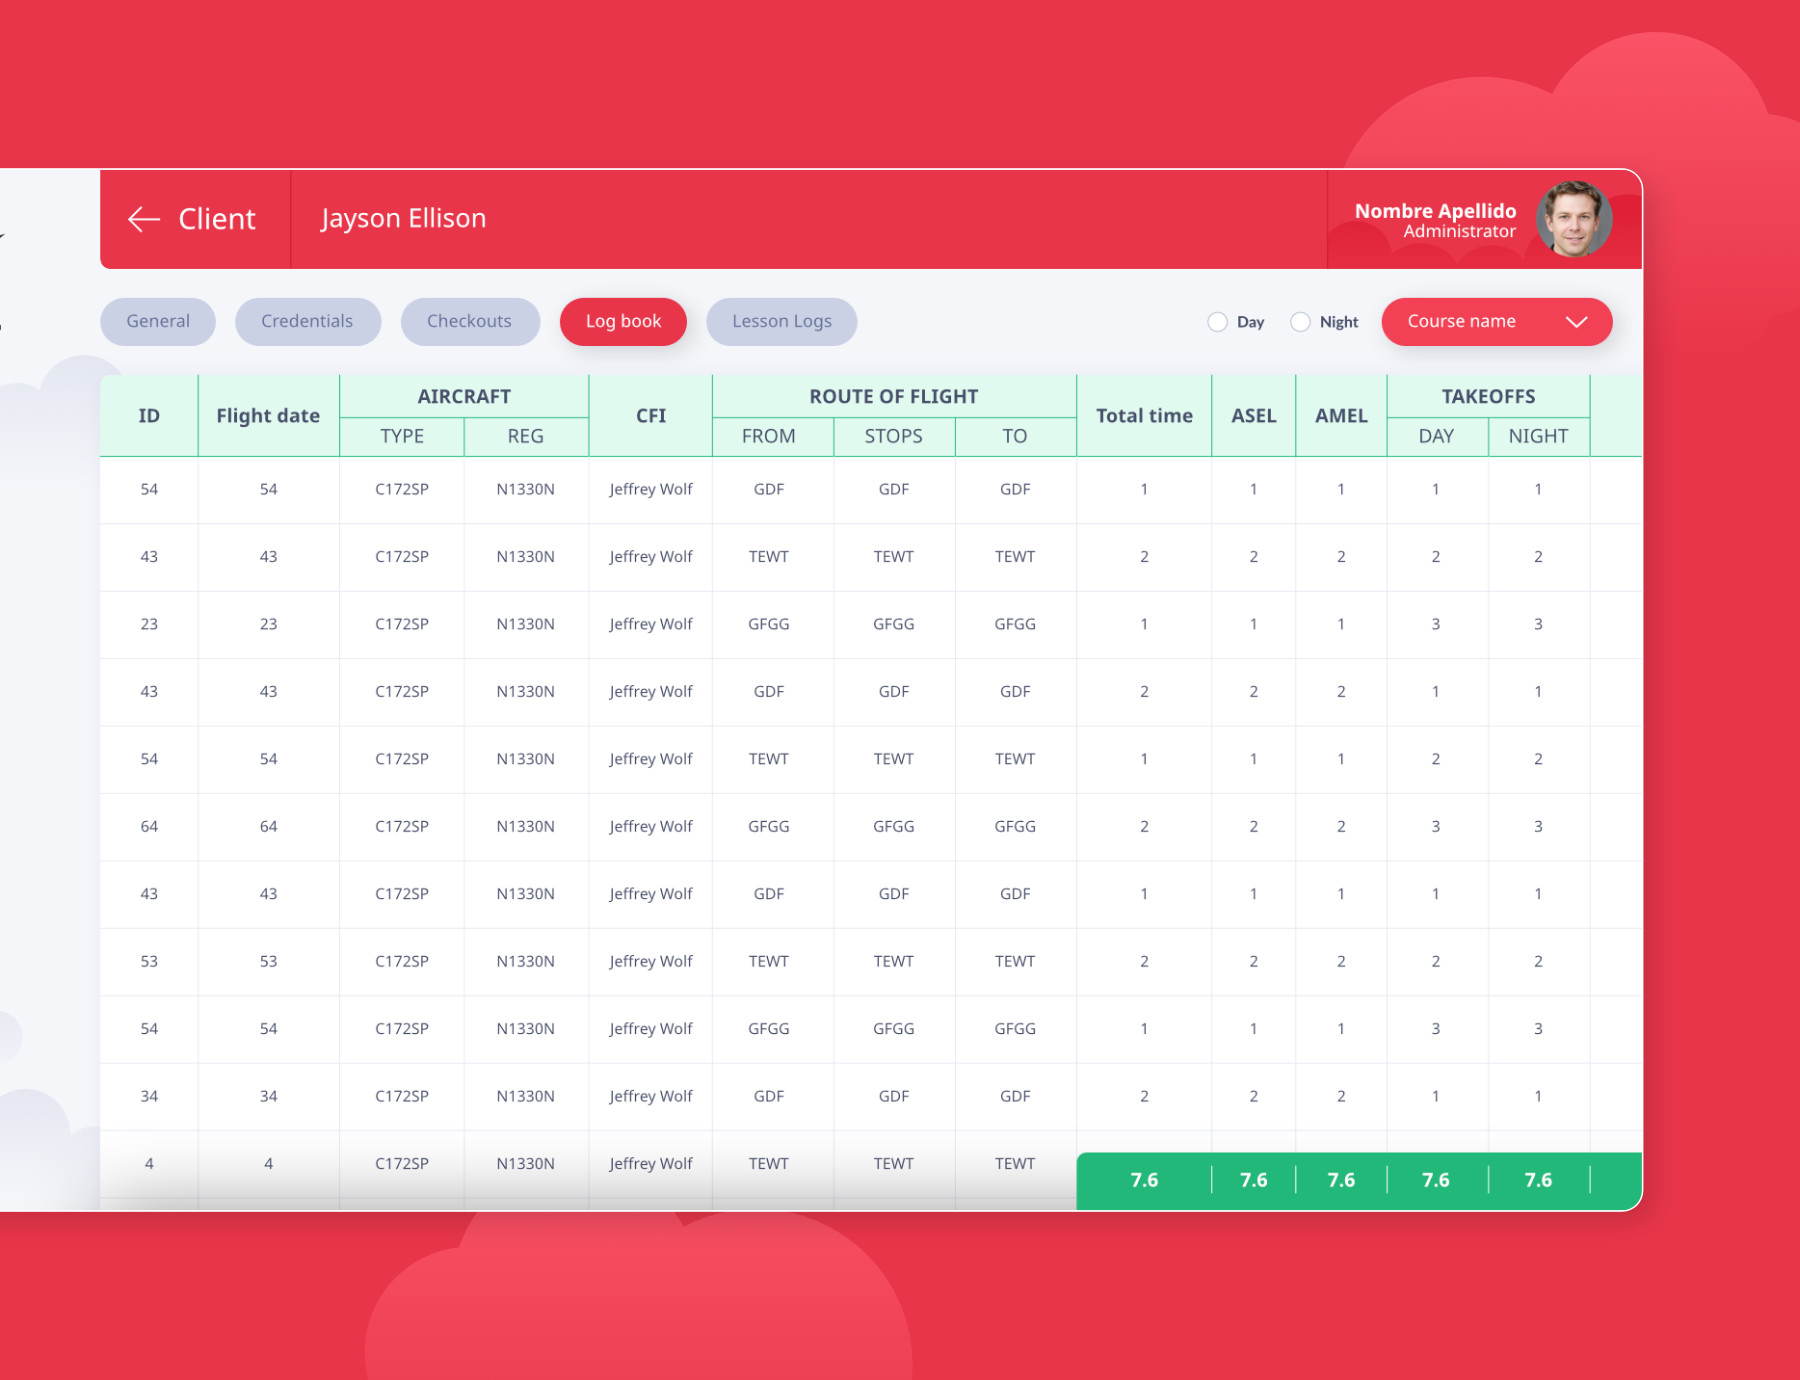 Client
Jayson Ellison
Nombre Apellido
Administrator
General Credentials Checkouts Log book Lesson Logs Day Night Course name
ID Flight date AIRCRAFT CFI ROUTE OF FLIGHT Total time ASEL AMEL TAKEOFFS
TYPE REG FROM STOPS TO DAY NIGHT
54 54 C172SP N1330N Jeffrey Wolf GDF GDF GDF 1 1 1 1 1
43 43 C172SP N1330N Jeffrey Wolf TEWT TEWT TEWT 2 2 2 2 2
23 23 C172SP N1330N Jeffrey Wolf GFGG GFGG GFGG 1 1 1 3 3
43 43 C172SP N1330N Jeffrey Wolf GDF GDF GDF 2 2 2 1 1
54 54 C172SP N1330N Jeffrey Wolf TEWT TEWT TEWT 1 1 1 2 2
64 64 C172SP N1330N Jeffrey Wolf GFGG GFGG GFGG 2 2 2 3 3
43 43 C172SP N1330N Jeffrey Wolf GDF GDF GDF 1 1 1 1 1
53 53 C172SP N1330N Jeffrey Wolf TEWT TEWT TEWT 2 2 2 2 2
54 54 C172SP N1330N Jeffrey Wolf GFGG GFGG GFGG 1 1 1 3 3
34 34 C172SP N1330N Jeffrey Wolf GDF GDF GDF 2 2 2 1 1
4 4 C172SP N1330N Jeffrey Wolf TEWT TEWT TEWT
7.6 7.6 7.6 7.6 7.6